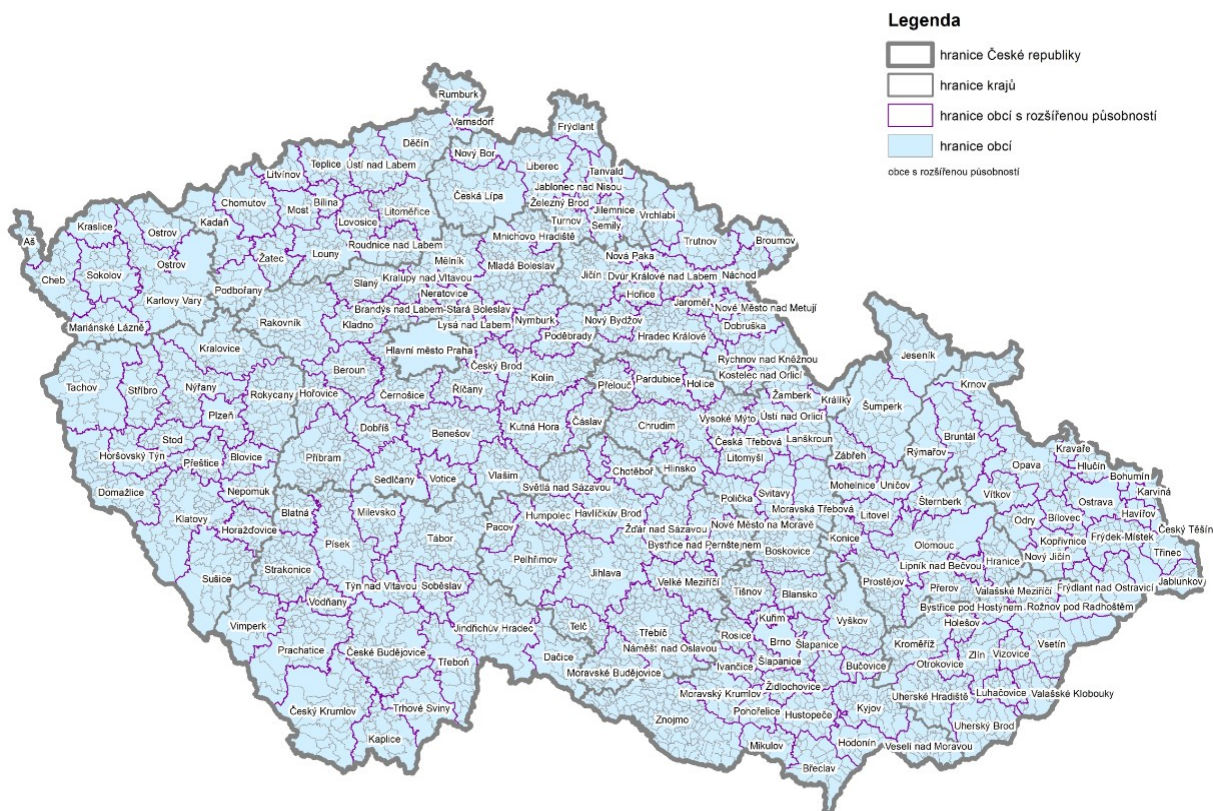 Legenda
hranice České republiky
hranice krajů
hranice obcí s rozšířenou působností
hranice obcí
obce s rozšířenou působností
Rumburk
Varnsdorf
Frýdlant
Děčín
Nový Bor
Liberec
Teplice
Ústí nad Labem
Tanvald
Litvínov
Česká Lípa
Jablonec nad Nisou
Chomutov
Bílina
Železný Brod
Most
Litoměřice
Jilemnice
Vrchlabí
Kadaň
Lovosice
Turnov
Semily
Kraslice
Ostrov
Mnichovo Hradiště
Trutnov
Broumov
Aš
Roudnice nad Labem
Louny
Žatec
Nová Paka
Ostrov
Mělník
Mladá Boleslav
Cheb
Sokolov
Jičín
Dvůr Králové nad Labem
Náchod
Slaný
Kralupy nad Vltavou
Podbořany
Neratovice
Hořice
Karlovy Vary
Jaroměř
Nové Město na Metují
Brandýs nad Labem-Stará Boleslav
Mariánské Lázně
Rakovník
Kladno
Lysá nad Labem
Nymburk
Nový Bydžov
Dobruška
Poděbrady
Hradec Králové
Kralovice
Hlavní město Praha
Rychnov nad Kněžnou
Jeseník
Český Brod
Beroun
Kolín
Kostelec nad Orlicí
Tachov
Stříbro
Nýřany
Rokycany
Hořovice
Černošice
Říčany
Přelouč
Pardubice
Holice
Krnov
Žamberk
Králíky
Šumperk
Plzeň
Dobříš
Kutná Hora
Čáslav
Chrudim
Vysoké Mýto
Ústí nad Orlicí
Benešov
Stod
Česká Třebová
Lanškroun
Bruntál
Horšovský Týn
Přeštice
Blovice
Příbram
Litomyšl
Zábřeh
Rýmařov
Kravaře
Hlučín
Opava
Sedlčany
Votice
Vlašim
Chotěboř
Hlinsko
Bohumín
Domažlice
Nepomuk
Světlá nad Sázavou
Mohelnice
Uničov
Vítkov
Karviná
Svitavy
Polička
Šternberk
Ostrava
Klatovy
Horažďovice
Blatná
Milevsko
Humpolec
Havlíčkův Brod
Moravská Třebová
Litovel
Havířov
Odry
Bílovec
Pacov
Žďár nad Sázavou
Nové Město na Moravě
Český Těšín
Písek
Tábor
Konice
Olomouc
Kopřivnice
Frýdek-Místek
Bystřice nad Pernštejnem
Boskovice
Nový Jičín
Třinec
Pelhřimov
Hranice
Strakonice
Lipník nad Bečvou
Jihlava
Sušice
Týn nad Vltavou
Soběslav
Velké Meziříčí
Prostějov
Jablunkov
Přerov
Frýdlant nad Ostravicí
Tišnov
Blansko
Valašské Meziříčí
Vodňany
Bystřice pod Hostýnem
Rožnov pod Radhoštěm
Kuřim
Vyškov
Holešov
Vimperk
Telč
Jindřichův Hradec
Třebíč
Rosice
Brno
Šlapanice
Kroměříž
Vsetín
Prachatice
České Budějovice
Náměšť nad Oslavou
Zlín
Vizovice
Třeboň
Dačice
Ivančice
Šlapanice
Bučovice
Otrokovice
Moravské Budějovice
Židlochovice
Moravský Krumlov
Uherské Hradiště
Luhačovice
Valašské Klobouky
Český Krumlov
Trhové Sviny
Pohořelice
Kyjov
Hustopeče
Znojmo
Uherský Brod
Kaplice
Mikulov
Hodonín
Veselí nad Moravou
Břeclav